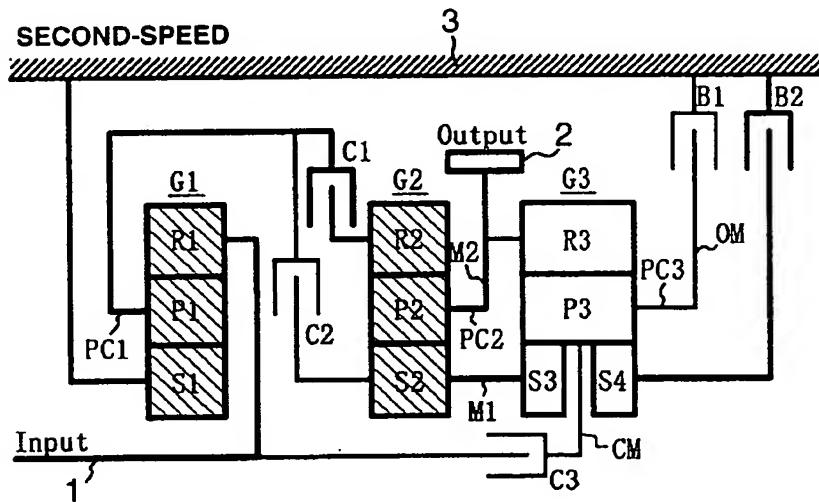 SECOND-SPEED
3
B1
B2
Output
2
C1
G1
G2
G3
R1
R2
M2
R3
OM
PC3
P1
P2
P3
PC1
C2
PC2
S1
S2
S3
S4
M1
Input
CM
1
C3